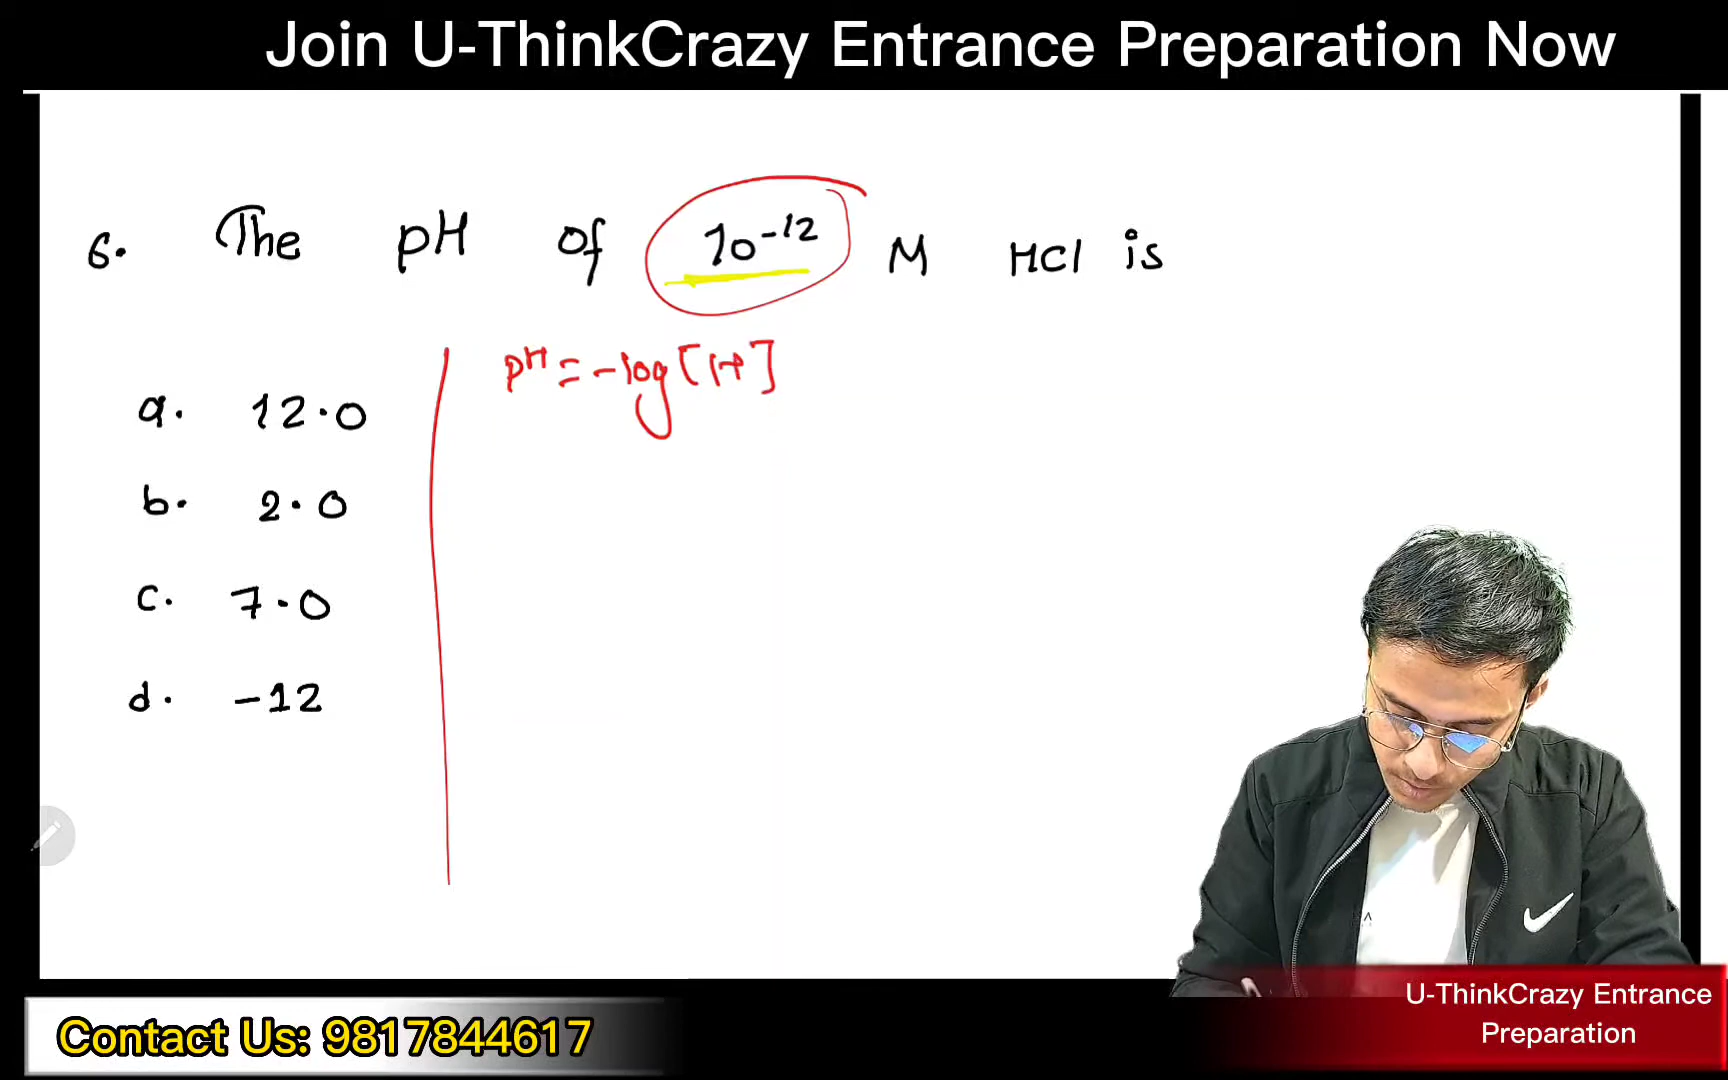 Join U-ThinkCrazy Entrance Preparation Now
6. The pH of 10⁻¹² M HCl is
pH = -log[H+]
a. 12.0
b. 2.0
c. 7.0
d. -12
Contact Us: 9817844617
U-ThinkCrazy Entrance
Preparation